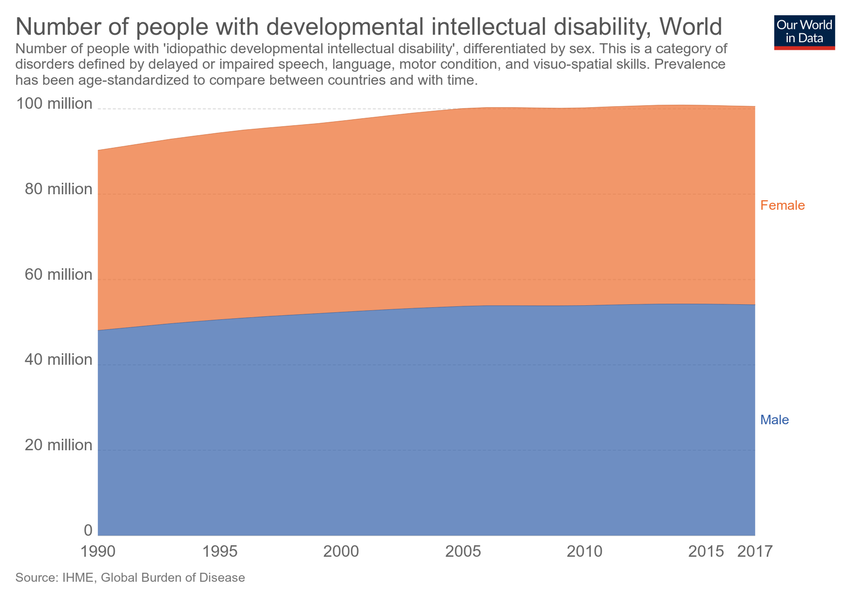 Number of people with developmental intellectual disability, World
Our World
in Data
Number of people with 'idiopathic developmental intellectual disability', differentiated by sex. This is a category of
disorders defined by delayed or impaired speech, language, motor condition, and visuo-spatial skills. Prevalence
has been age-standardized to compare between countries and with time.
100 million
80 million
Female
60 million
40 million
Male
20 million
0
1990 1995 2000 2005 2010 2015 2017
Source: IHME, Global Burden of Disease